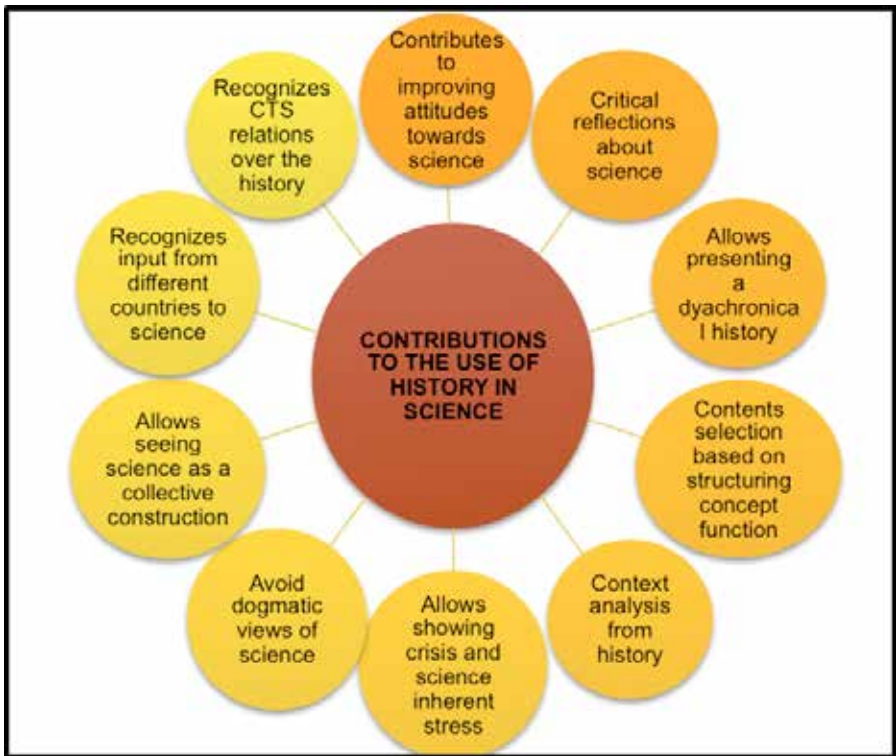 CONTRIBUTIONS
TO THE USE OF
HISTORY IN
SCIENCE
Contributes
to
improving
attitudes
towards
science
Critical
reflections
about
science
Allows
presenting
a
dyachronica
l history
Contents
selection
based on
structuring
concept
function
Context
analysis
from
history
Allows
showing
crisis and
science
inherent
stress
Avoid
dogmatic
views of
science
Allows
seeing
science as a
collective
construction
Recognizes
input from
different
countries to
science
Recognizes
CTS
relations
over the
history